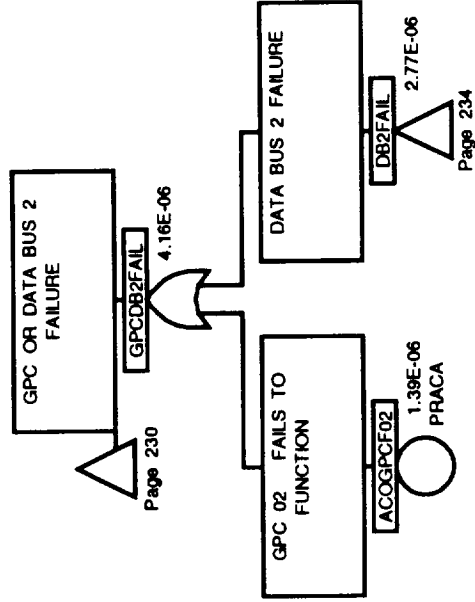 GPC OR DATA BUS 2
FAILURE
GPCDB2FAIL
4.16E-06
Page 230
GPC 02 FAILS TO
FUNCTION
ACOGPCF02
1.39E-06
PRACA
DATA BUS 2 FAILURE
DB2FAIL
2.77E-06
Page 234